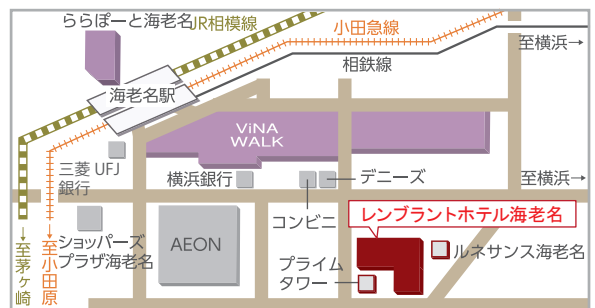 ららぽーと海老名
JR相模線
小田急線
至横浜→
相鉄線
海老名駅
ViNA
WALK
三菱UFJ
銀行
横浜銀行
デニーズ
至横浜→
コンビニ
レンブラントホテル海老名
ショッパーズ
プラザ海老名
AEON
プライム
タワー
ルネサンス海老名
←至茅ヶ崎
←至小田原